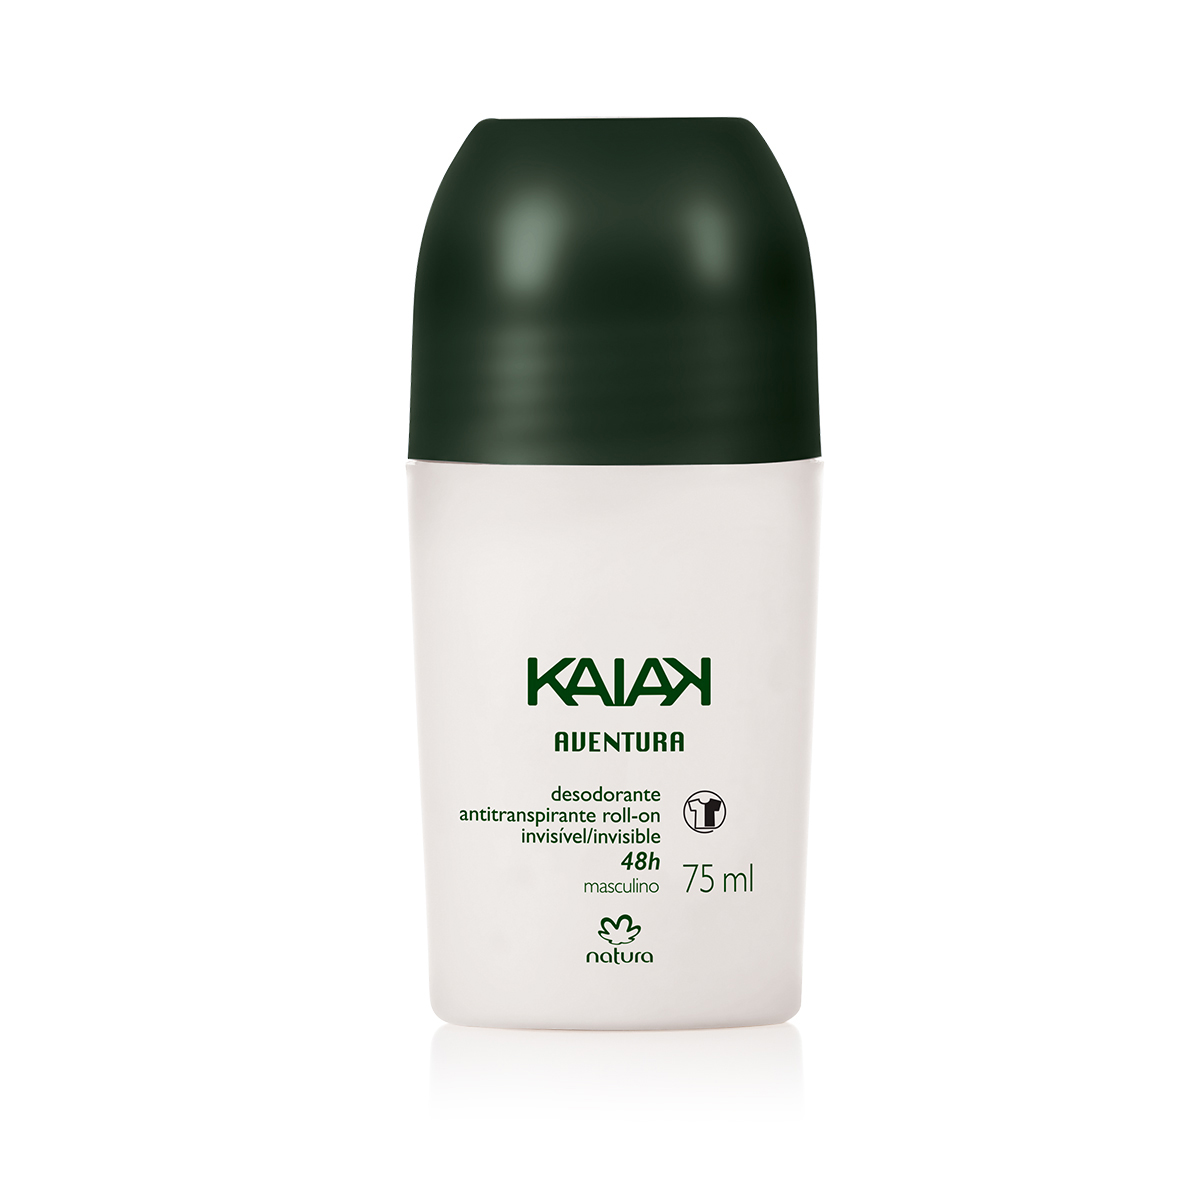 KAIAK
AVENTURA
desodorante
antitranspirante roll-on
invisível/invisible
48h
masculino
75 ml
natura